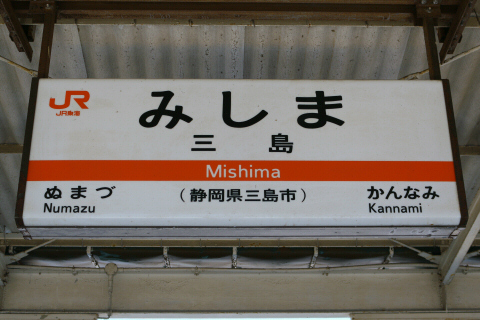 JR
JR東海
みしま
三島
Mishima
ぬまづ
Numazu
（静岡県三島市）
かんなみ
Kannami